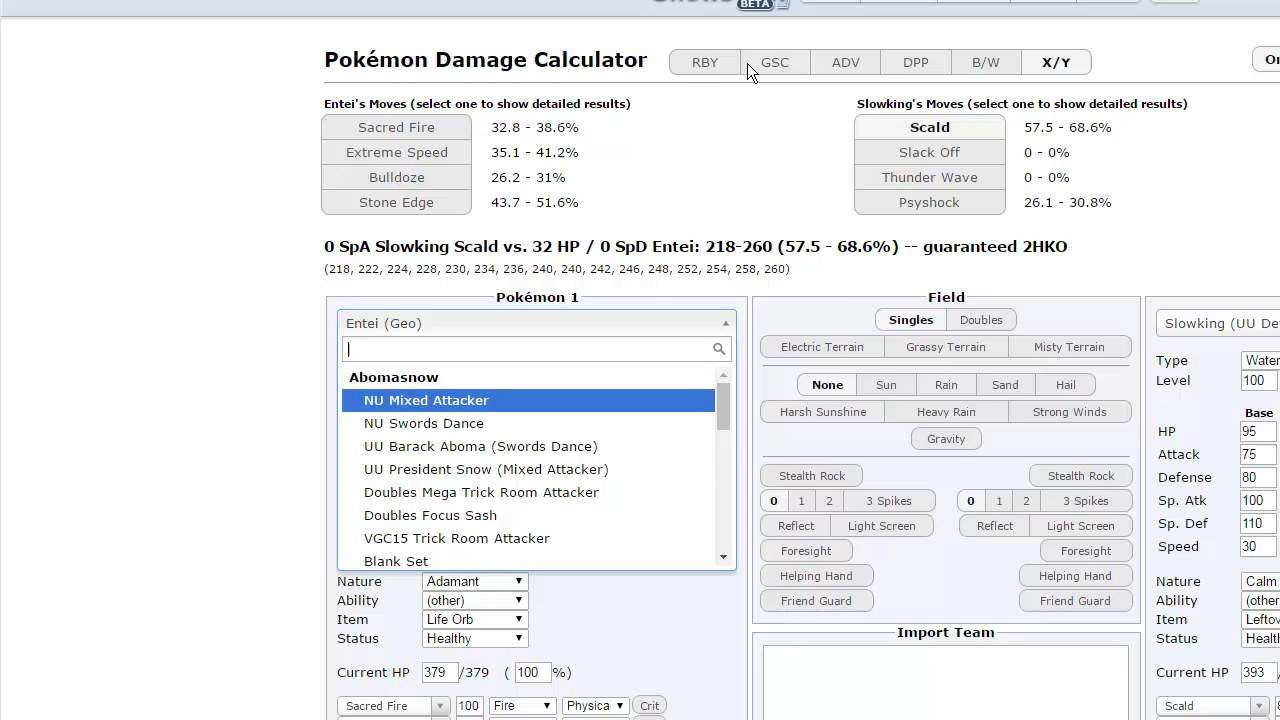 BETA
Pokémon Damage Calculator RBY GSC ADV DPP B/W X/Y
Entei's Moves (select one to show detailed results)
Sacred Fire 32.8 - 38.6%
Extreme Speed 35.1 - 41.2%
Bulldoze 26.2 - 31%
Stone Edge 43.7 - 51.6%
Slowking's Moves (select one to show detailed results)
Scald 57.5 - 68.6%
Slack Off 0 - 0%
Thunder Wave 0 - 0%
Psyshock 26.1 - 30.8%
0 SpA Slowking Scald vs. 32 HP / 0 SpD Entei: 218-260 (57.5 - 68.6%) -- guaranteed 2HKO
(218, 222, 224, 228, 230, 234, 236, 240, 240, 242, 246, 248, 252, 254, 258, 260)
Pokémon 1
Entei (Geo)
Abomasnow
NU Mixed Attacker
NU Swords Dance
UU Barack Aboma (Swords Dance)
UU President Snow (Mixed Attacker)
Doubles Mega Trick Room Attacker
Doubles Focus Sash
VGC15 Trick Room Attacker
Blank Set
Nature Adamant
Ability (other)
Item Life Orb
Status Healthy
Current HP 379 /379 ( 100 %)
Sacred Fire 100 Fire Physica Crit
Field
Singles Doubles
Electric Terrain Grassy Terrain Misty Terrain
None Sun Rain Sand Hail
Harsh Sunshine Heavy Rain Strong Winds
Gravity
Stealth Rock Stealth Rock
0 1 2 3 Spikes 0 1 2 3 Spikes
Reflect Light Screen Reflect Light Screen
Foresight Foresight
Helping Hand Helping Hand
Friend Guard Friend Guard
Import Team
Slowking (UU De
Type Water
Level 100
Base
HP 95
Attack 75
Defense 80
Sp. Atk 100
Sp. Def 110
Speed 30
Nature Calm
Ability (other
Item Leftov
Status Health
Current HP 393
Scald